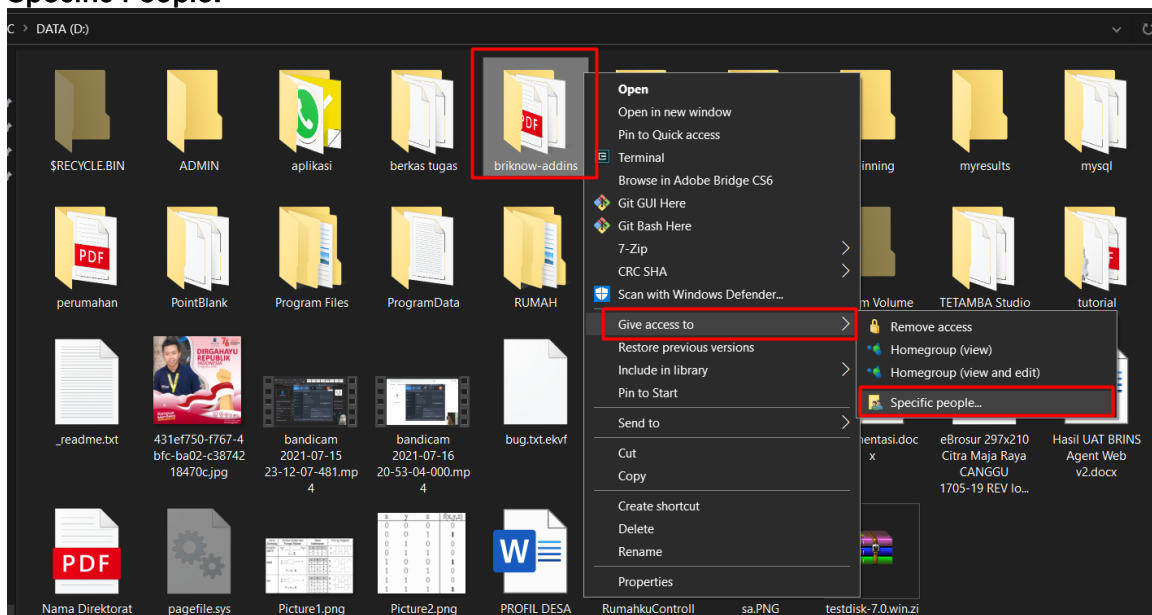 Specific People.
C > DATA (D:)
$RECYCLE.BIN
ADMIN
aplikasi
berkas tugas
briknow-addins
inning
myresults
mysql
Open
Open in new window
Pin to Quick access
Terminal
Browse in Adobe Bridge CS6
Git GUI Here
Git Bash Here
7-Zip
CRC SHA
Scan with Windows Defender...
Give access to
Restore previous versions
Include in library
Pin to Start
Send to
Cut
Copy
Create shortcut
Delete
Rename
Properties
Remove access
Homegroup (view)
Homegroup (view and edit)
Specific people...
PDF
PDF
perumahan
PointBlank
Program Files
ProgramData
RUMAH
m Volume
TETAMBA Studio
tutorial
DIRGAHAYU
REPUBLIK
_readme.txt
431ef750-f767-4
bfc-ba02-c38742
18470c.jpg
bandicam
2021-07-15
23-12-07-481.mp
4
bandicam
2021-07-16
20-53-04-000.mp
4
bug.txt.ekvf
entasi.doc
x
eBrosur 297x210
Citra Maja Raya
CANGGU
1705-19 REV lo...
Hasil UAT BRINS
Agent Web
v2.docx
PDF
W
Nama Direktorat
pagefile.sys
Picture1.png
Picture2.png
PROFIL DESA
RumahkuControll
sa.PNG
testdisk-7.0.win.zi